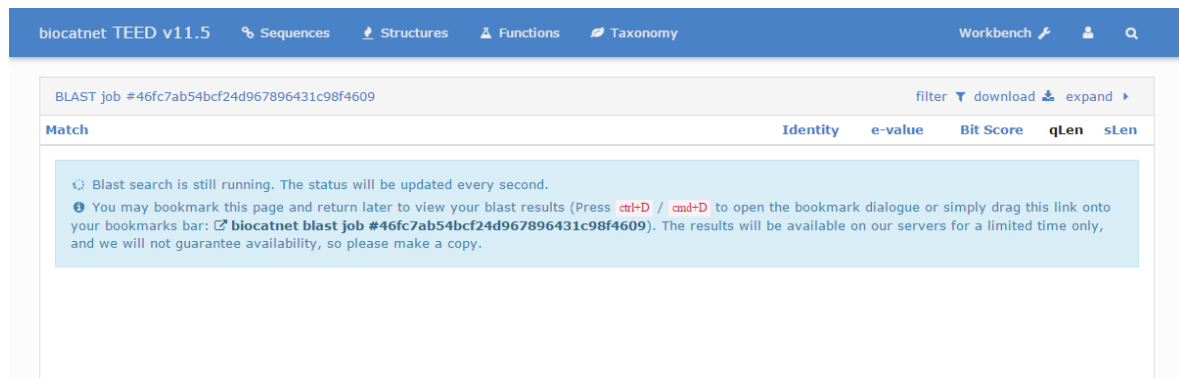 biocatnet TEED v11.5 Sequences Structures Functions Taxonomy Workbench
BLAST job #46fc7ab54bcf24d967896431c98f4609 filter download expand
Match Identity e-value Bit Score qLen sLen
Blast search is still running. The status will be updated every second.
You may bookmark this page and return later to view your blast results (Press ctrl+D / cmd+D to open the bookmark dialogue or simply drag this link onto
your bookmarks bar: biocatnet blast job #46fc7ab54bcf24d967896431c98f4609). The results will be available on our servers for a limited time only,
and we will not guarantee availability, so please make a copy.